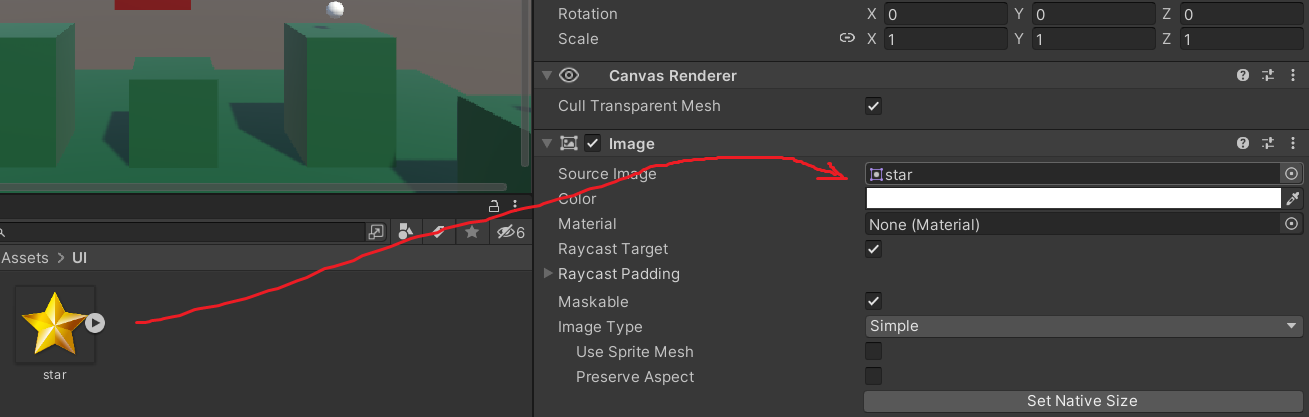 Rotation X 0 Y 0 Z 0
Scale X 1 Y 1 Z 1
Canvas Renderer
Cull Transparent Mesh
Image
Source Image star
Color
Material None (Material)
Raycast Target
Raycast Padding
Maskable
Image Type Simple
Use Sprite Mesh
Preserve Aspect
Set Native Size
6
Assets > UI
star